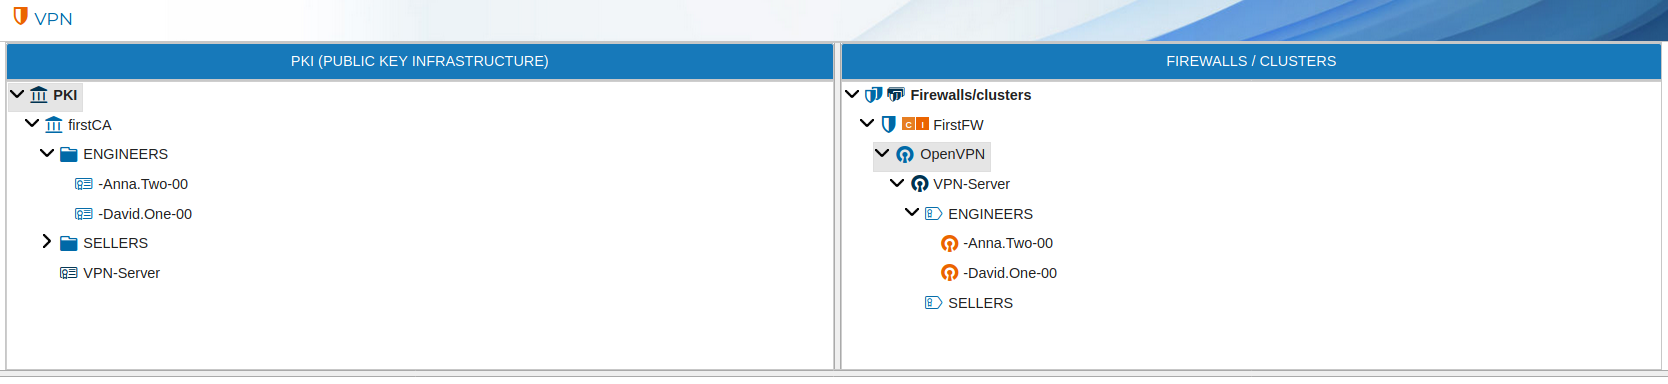 VPN
PKI (PUBLIC KEY INFRASTRUCTURE)
PKI
firstCA
ENGINEERS
-Anna.Two-00
-David.One-00
SELLERS
VPN-Server
FIREWALLS / CLUSTERS
Firewalls/clusters
C I FirstFW
OpenVPN
VPN-Server
ENGINEERS
-Anna.Two-00
-David.One-00
SELLERS